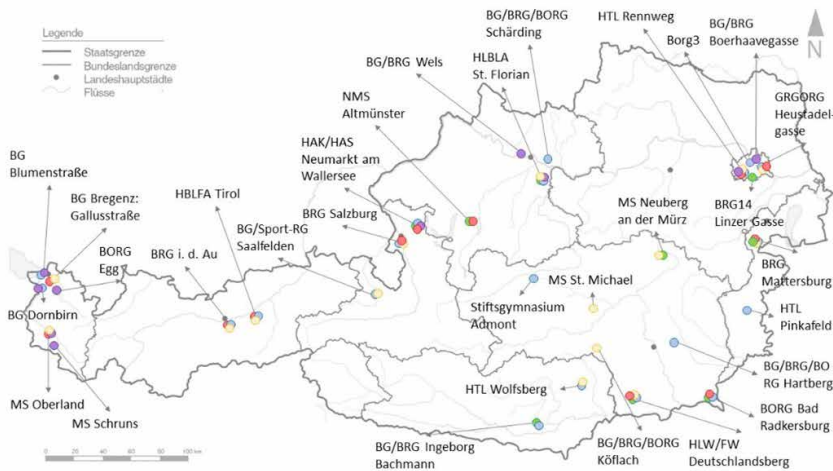 Legende
Staatsgrenze
Bundeslandsgrenze
Landeshauptstädte
Flüsse
BG/BRG/BORG
Schärding
HTL Rennweg
Borg3
BG/BRG
Boerhaavegasse
N
BG/BRG Wels
HLBLA
St. Florian
NMS
Altmünster
GRGORG
Heustadel-
gasse
HAK/HAS
Neumarkt am
Wallersee
BG
Blumenstraße
BG Bregenz:
Gallusstraße
HBLFA Tirol
BRG Salzburg
MS Neuberg
an der Mürz
BRG14
Linzer Gasse
BG/Sport-RG
Saalfelden
BORG
Egg
BRG i. d. Au
BRG
Mattersburg
MS St. Michael
Stiftsgymnasium
Admont
BG Dornbirn
HTL
Pinkafeld
BG/BRG/BO
RG Hartberg
HTL Wolfsberg
MS Oberland
MS Schruns
BORG Bad
Radkersburg
BG/BRG Ingeborg
Bachmann
BG/BRG/BORG
Köflach
HLW/FW
Deutschlandsberg